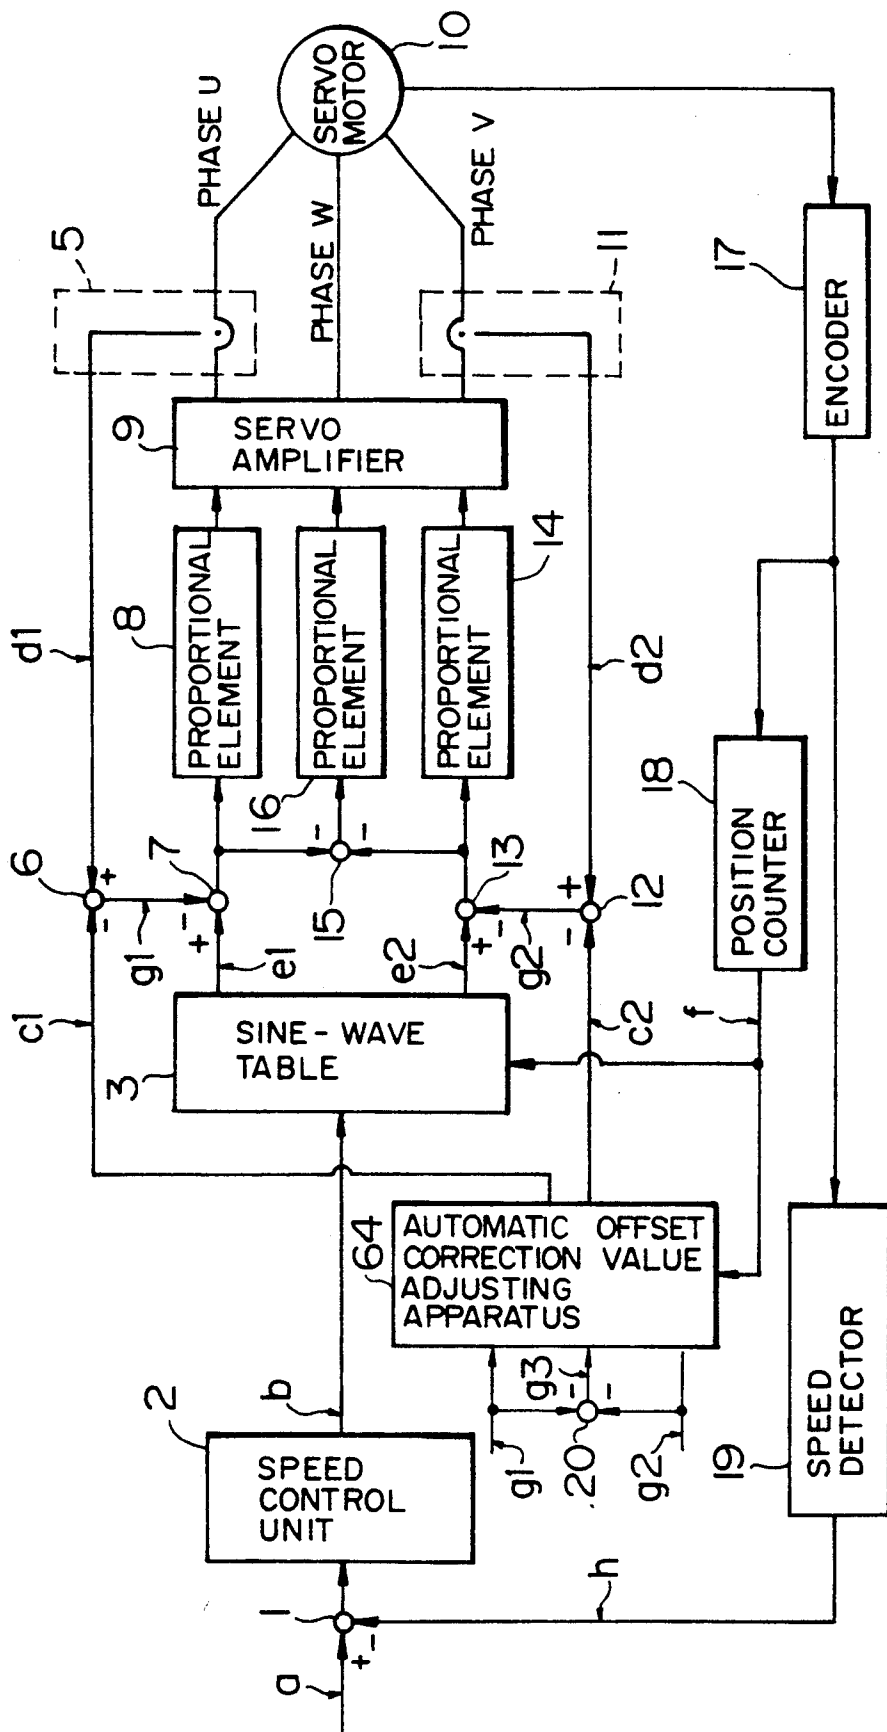 5
PHASE U
10
SERVO
MOTOR
PHASE W
PHASE V
11
9
SERVO
AMPLIFIER
d1
8
PROPORTIONAL
ELEMENT
16
PROPORTIONAL
ELEMENT
14
PROPORTIONAL
ELEMENT
d2
17
ENCODER
6
+
-
7
g1
-
+
e1
c1
-
-
15
13
-
+
g2
e2
+
-
12
c2
3
SINE-WAVE
TABLE
18
POSITION
COUNTER
f
64
AUTOMATIC OFFSET
CORRECTION VALUE
ADJUSTING
APPARATUS
g1
g3
-
-
.20
g2
2
SPEED
CONTROL
UNIT
b
1
+
-
a
h
19
SPEED
DETECTOR